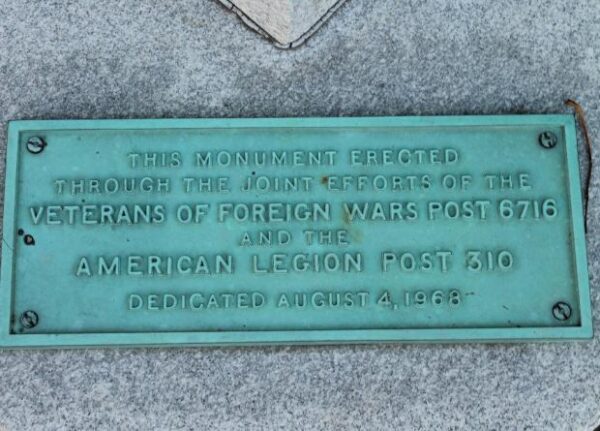 THIS MONUMENT ERECTED
THROUGH THE JOINT EFFORTS OF THE
VETERANS OF FOREIGN WARS POST 6716
AND THE
AMERICAN LEGION POST 310
DEDICATED AUGUST 4, 1968